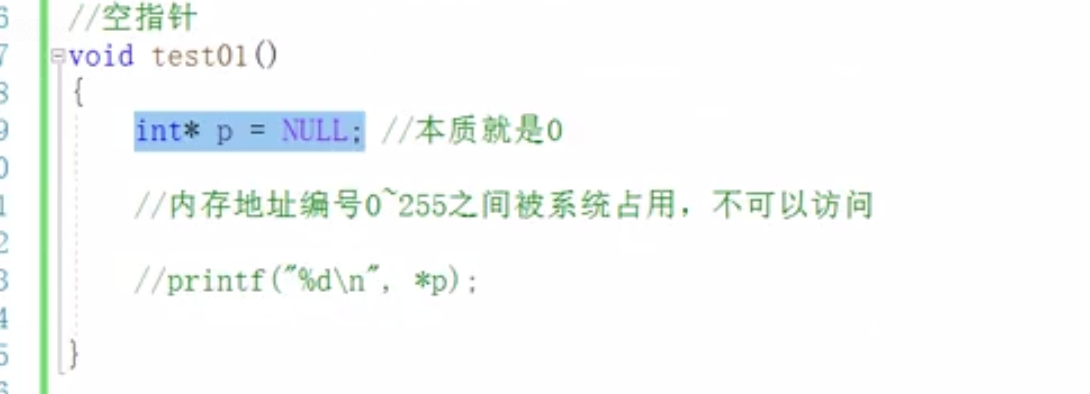 6 //空指针
7 void test01()
8 {
9 int* p = NULL; //本质就是0
0
1 //内存地址编号0~255之间被系统占用，不可以访问
2
3 //printf("%d\n", *p);
4
5 }
6